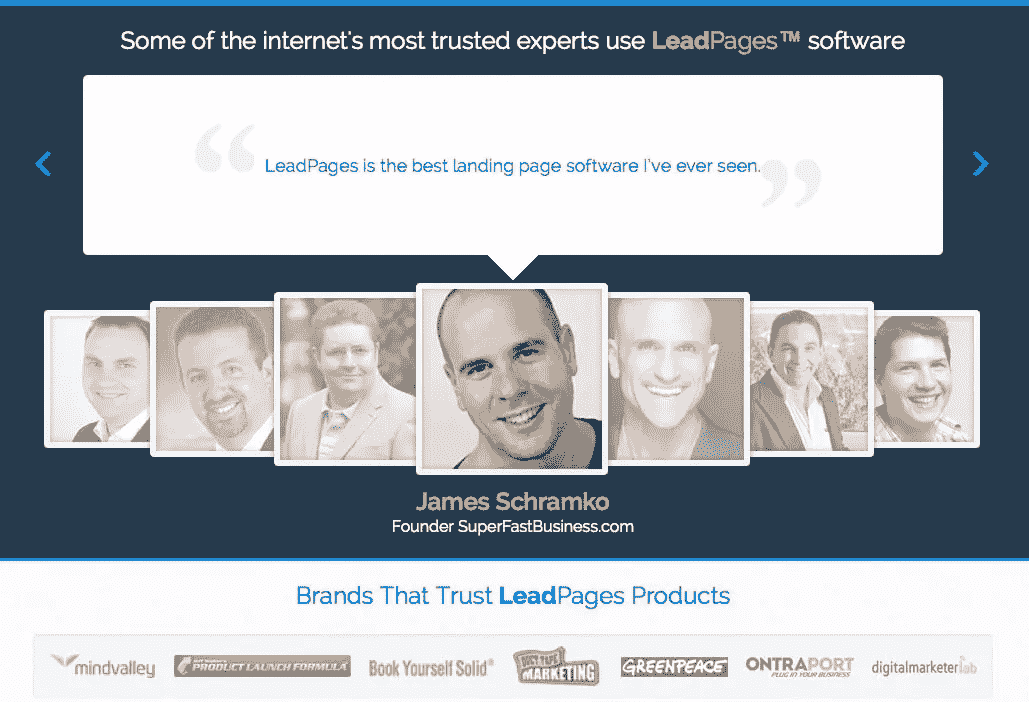 Some of the internet's most trusted experts use LeadPages™ software
“ LeadPages is the best landing page software I've ever seen. ”
James Schramko
Founder SuperFastBusiness.com
Brands That Trust LeadPages Products
mindvalley PRODUCT LAUNCH FORMULA Book Yourself Solid® MARKETING GREENPEACE ONTRAPORT digitalmarketer lab
PLUG IN YOUR BUSINESS